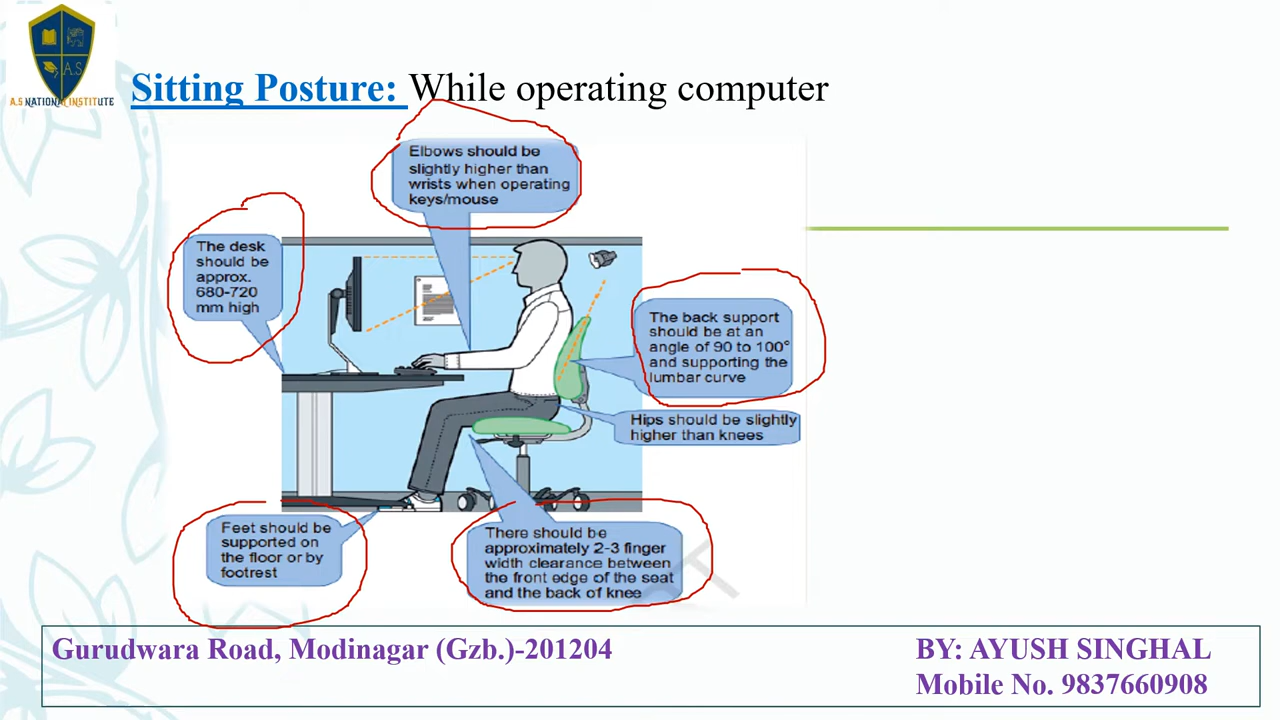 A.S
A.S NATIONAL INSTITUTE
Sitting Posture: While operating computer
Elbows should be
slightly higher than
wrists when operating
keys/mouse
The desk
should be
approx.
680-720
mm high
The back support
should be at an
angle of 90 to 100°
and supporting the
lumbar curve
Hips should be slightly
higher than knees
Feet should be
supported on
the floor or by
footrest
There should be
approximately 2-3 finger
width clearance between
the front edge of the seat
and the back of knee
Gurudwara Road, Modinagar (Gzb.)-201204
BY: AYUSH SINGHAL
Mobile No. 9837660908